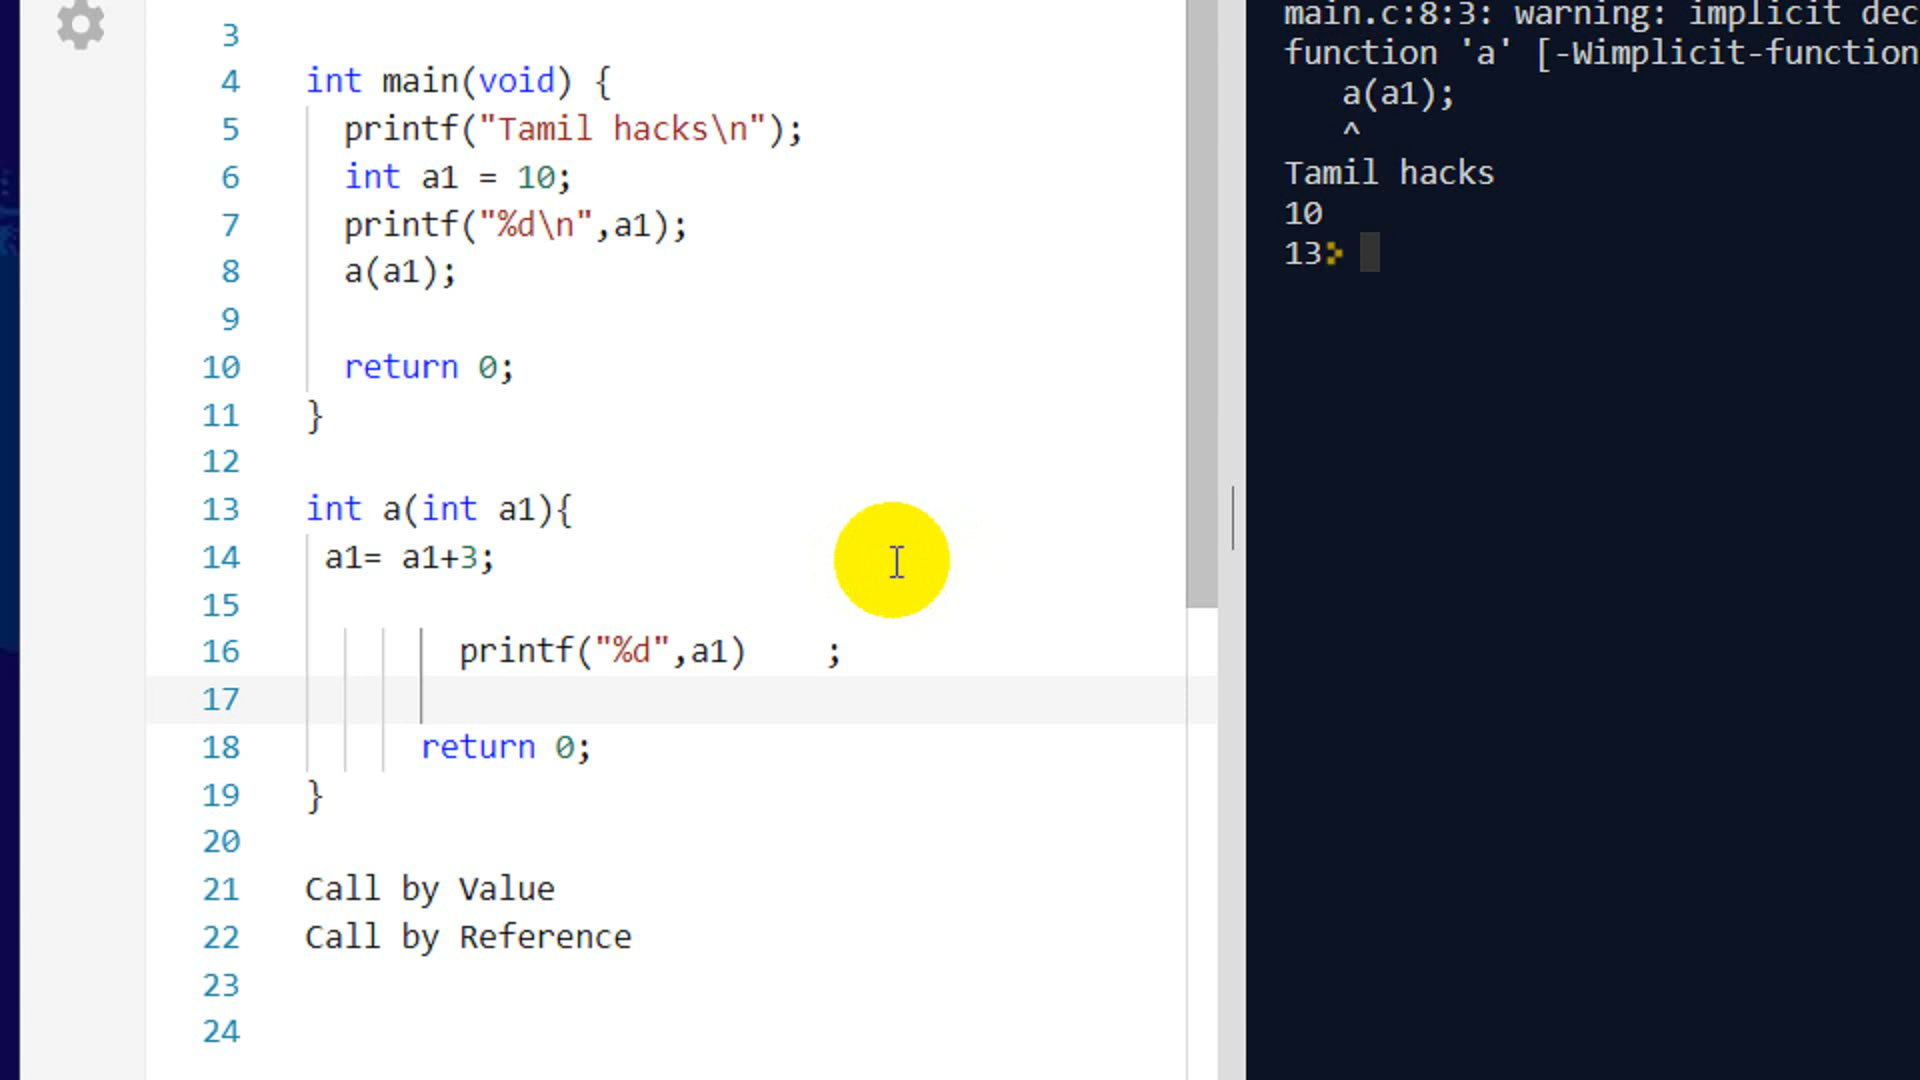 3
4 int main(void) {
5 printf("Tamil hacks\n");
6 int a1 = 10;
7 printf("%d\n",a1);
8 a(a1);
9
10 return 0;
11 }
12
13 int a(int a1){
14 a1= a1+3;
15
16 printf("%d",a1)    ;
17
18 return 0;
19 }
20
21 Call by Value
22 Call by Reference
23
24
main.c:8:3: warning: implicit dec
function 'a' [-Wimplicit-function
a(a1);
^
Tamil hacks
10
13